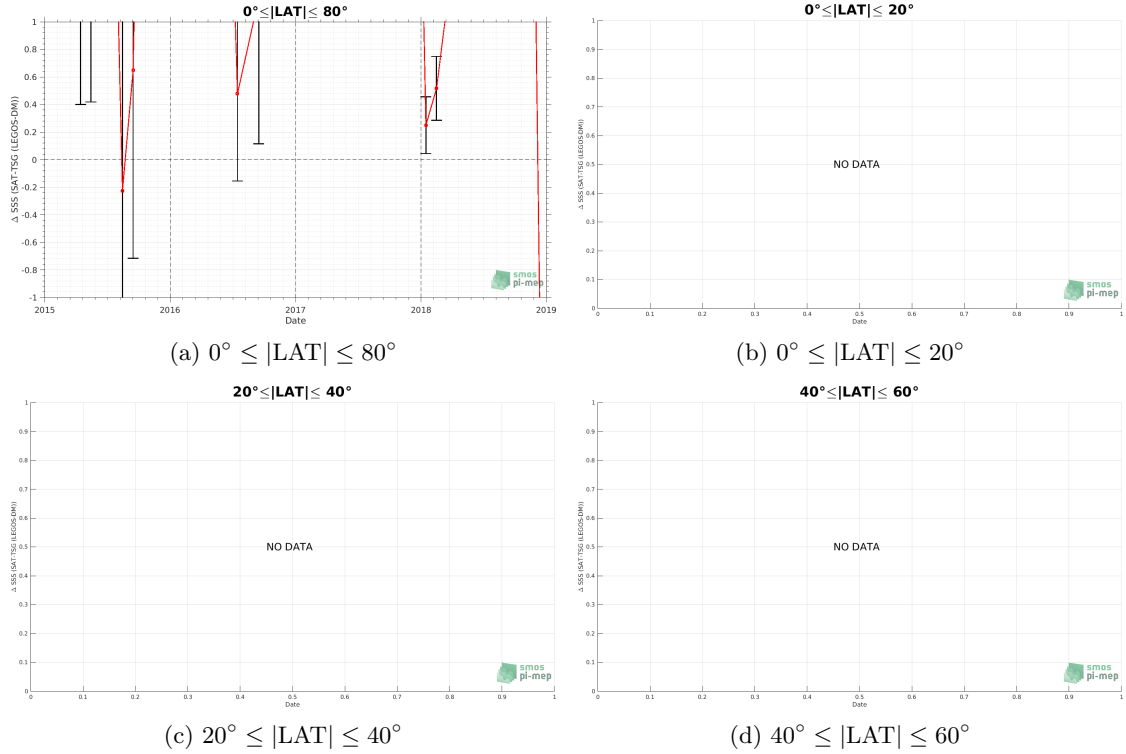 0°≤|LAT|≤ 80°
1
0.8
0.6
0.4
0.2
0
-0.2
-0.4
-0.6
-0.8
-1
Δ SSS (SAT-TSG (LEGOS-DM))
2015 2016 2017 2018 2019
Date
smos
pi-mep
(a) 0° ≤ |LAT| ≤ 80°
0°≤|LAT|≤ 20°
1
0.9
0.8
0.7
0.6
0.5
0.4
0.3
0.2
0.1
0
Δ SSS (SAT-TSG (LEGOS-DM))
NO DATA
0 0.1 0.2 0.3 0.4 0.5 0.6 0.7 0.8 0.9 1
Date
smos
pi-mep
(b) 0° ≤ |LAT| ≤ 20°
20°≤|LAT|≤ 40°
1
0.9
0.8
0.7
0.6
0.5
0.4
0.3
0.2
0.1
0
Δ SSS (SAT-TSG (LEGOS-DM))
NO DATA
0 0.1 0.2 0.3 0.4 0.5 0.6 0.7 0.8 0.9 1
Date
smos
pi-mep
(c) 20° ≤ |LAT| ≤ 40°
40°≤|LAT|≤ 60°
1
0.9
0.8
0.7
0.6
0.5
0.4
0.3
0.2
0.1
0
Δ SSS (SAT-TSG (LEGOS-DM))
NO DATA
0 0.1 0.2 0.3 0.4 0.5 0.6 0.7 0.8 0.9 1
Date
smos
pi-mep
(d) 40° ≤ |LAT| ≤ 60°